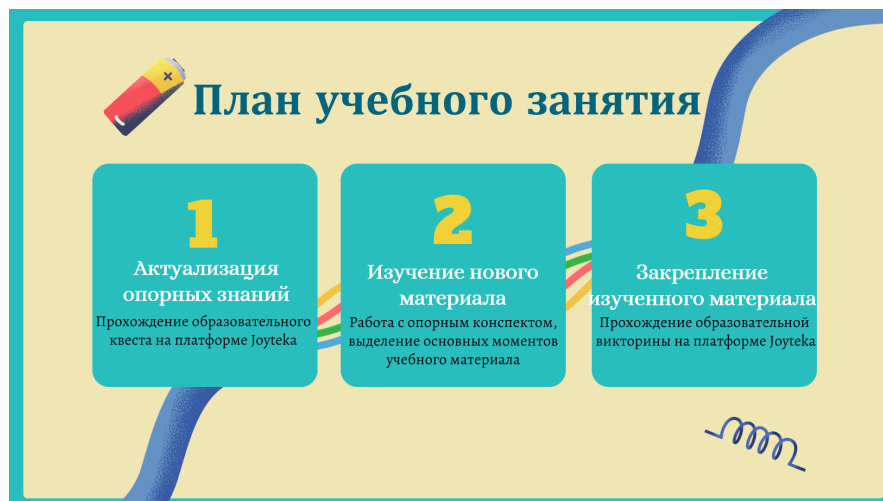 План учебного занятия
1
Актуализация
опорных знаний
Прохождение образовательного
квеста на платформе Joyteka
2
Изучение нового
материала
Работа с опорным конспектом,
выделение основных моментов
учебного материала
3
Закрепление
изученного материала
Прохождение образовательной
викторины на платформе Joyteka